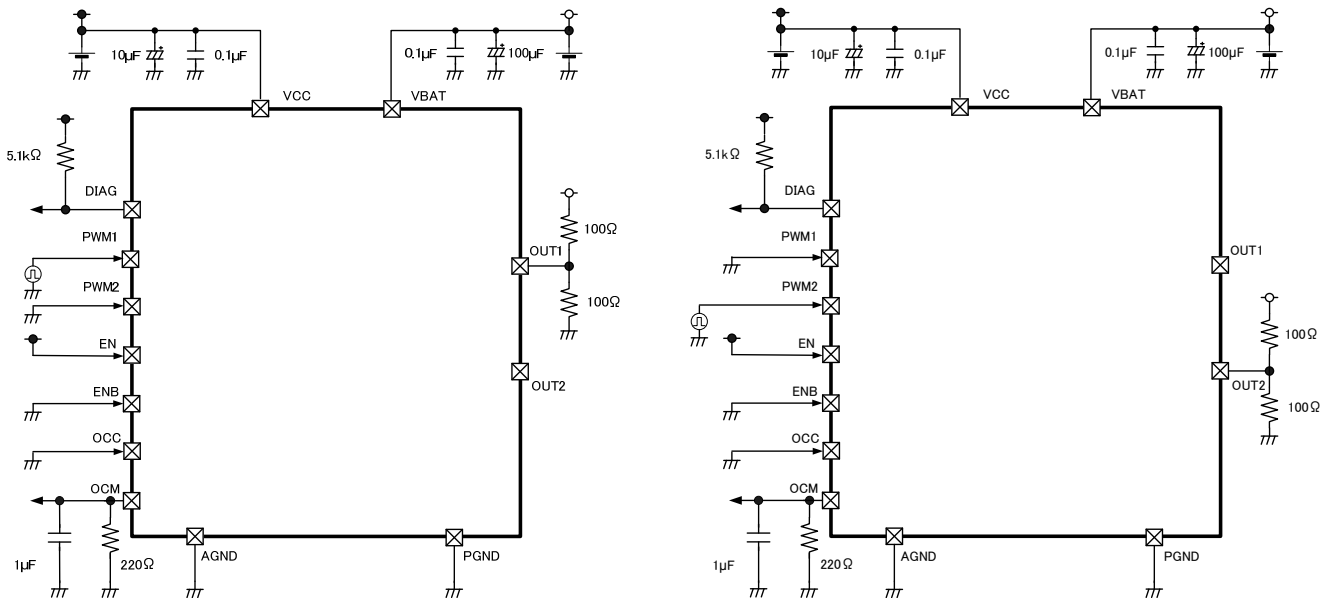 10μF
0.1μF
0.1μF
100μF
VCC
VBAT
5.1kΩ
DIAG
PWM1
PWM2
EN
ENB
OCC
OCM
1μF
220Ω
AGND
PGND
OUT1
OUT2
100Ω
100Ω
10μF
0.1μF
0.1μF
100μF
VCC
VBAT
5.1kΩ
DIAG
PWM1
PWM2
EN
ENB
OCC
OCM
1μF
220Ω
AGND
PGND
OUT1
OUT2
100Ω
100Ω